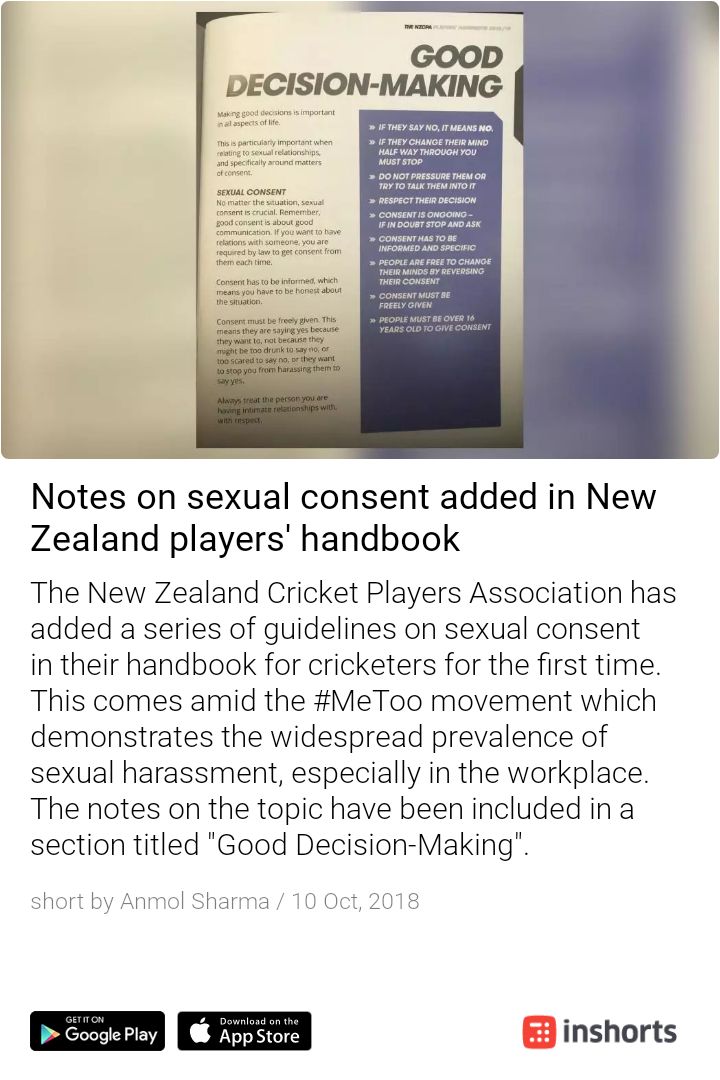 THE NZCPA PLAYERS' HANDBOOK 2018/19
GOOD
DECISION-MAKING
Making good decisions is important
in all aspects of life.
This is particularly important when
relating to sexual relationships,
and specifically around matters
of consent.
SEXUAL CONSENT
No matter the situation, sexual
consent is crucial. Remember,
good consent is about good
communication. If you want to have
relations with someone, you are
required by law to get consent from
them each time.
Consent has to be informed, which
means you have to be honest about
the situation.
Consent must be freely given. This
means they are saying yes because
they want to, not because they
might be too drunk to say no, or
too scared to say no, or they want
to stop you from harassing them to
say yes.
Always treat the person you are
having intimate relationships with,
with respect.
» IF THEY SAY NO, IT MEANS NO.
» IF THEY CHANGE THEIR MIND
HALF WAY THROUGH YOU
MUST STOP
» DO NOT PRESSURE THEM OR
TRY TO TALK THEM INTO IT
» RESPECT THEIR DECISION
» CONSENT IS ONGOING –
IF IN DOUBT STOP AND ASK
» CONSENT HAS TO BE
INFORMED AND SPECIFIC
» PEOPLE ARE FREE TO CHANGE
THEIR MINDS BY REVERSING
THEIR CONSENT
» CONSENT MUST BE
FREELY GIVEN
» PEOPLE MUST BE OVER 16
YEARS OLD TO GIVE CONSENT
Notes on sexual consent added in New
Zealand players' handbook
The New Zealand Cricket Players Association has
added a series of guidelines on sexual consent
in their handbook for cricketers for the first time.
This comes amid the #MeToo movement which
demonstrates the widespread prevalence of
sexual harassment, especially in the workplace.
The notes on the topic have been included in a
section titled "Good Decision-Making".
short by Anmol Sharma / 10 Oct, 2018
GET IT ON
Google Play
Download on the
App Store
inshorts